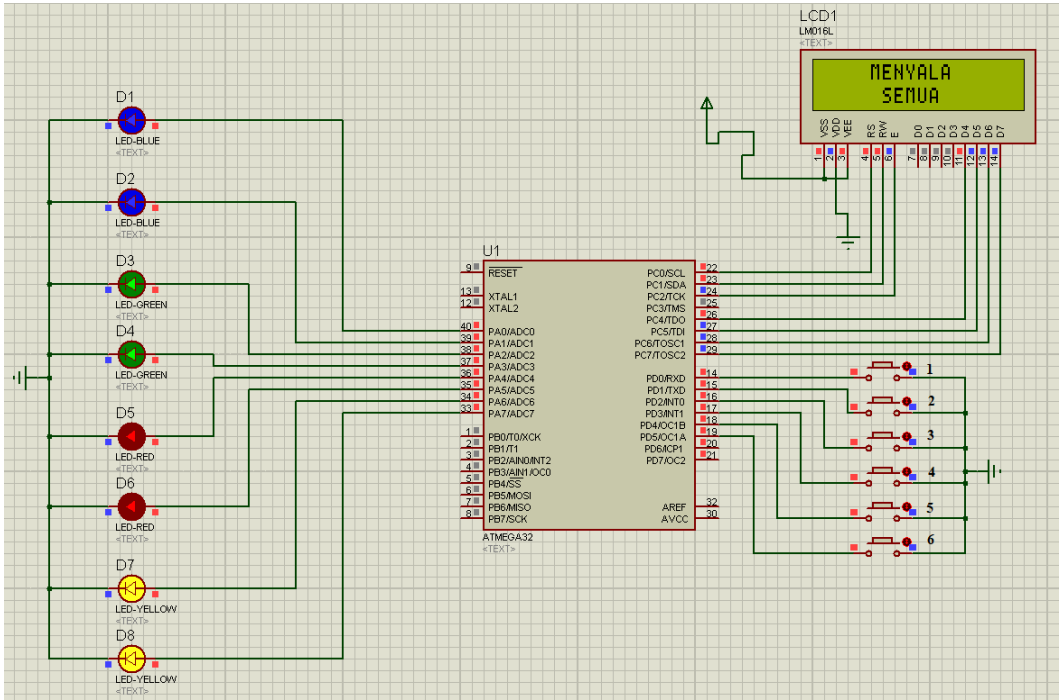 LCD1
LM016L
<TEXT>
MENYALA
SEMUA
VSS VDD VEE RS RW E D0 D1 D2 D3 D4 D5 D6 D7
1 2 3 4 5 6 7 8 9 10 11 12 13 14
D1
LED-BLUE
<TEXT>
D2
LED-BLUE
<TEXT>
D3
LED-GREEN
<TEXT>
D4
LED-GREEN
<TEXT>
D5
LED-RED
<TEXT>
D6
LED-RED
<TEXT>
D7
LED-YELLOW
<TEXT>
D8
LED-YELLOW
<TEXT>
U1
9 RESET
13 XTAL1
12 XTAL2
40 PA0/ADC0
39 PA1/ADC1
38 PA2/ADC2
37 PA3/ADC3
36 PA4/ADC4
35 PA5/ADC5
34 PA6/ADC6
33 PA7/ADC7
1 PB0/T0/XCK
2 PB1/T1
3 PB2/AIN0/INT2
4 PB3/AIN1/OC0
5 PB4/SS
6 PB5/MOSI
7 PB6/MISO
8 PB7/SCK
PC0/SCL 22
PC1/SDA 23
PC2/TCK 24
PC3/TMS 25
PC4/TDO 26
PC5/TDI 27
PC6/TOSC1 28
PC7/TOSC2 29
PD0/RXD 14
PD1/TXD 15
PD2/INT0 16
PD3/INT1 17
PD4/OC1B 18
PD5/OC1A 19
PD6/ICP1 20
PD7/OC2 21
AREF 32
AVCC 30
ATMEGA32
<TEXT>
1
2
3
4
5
6